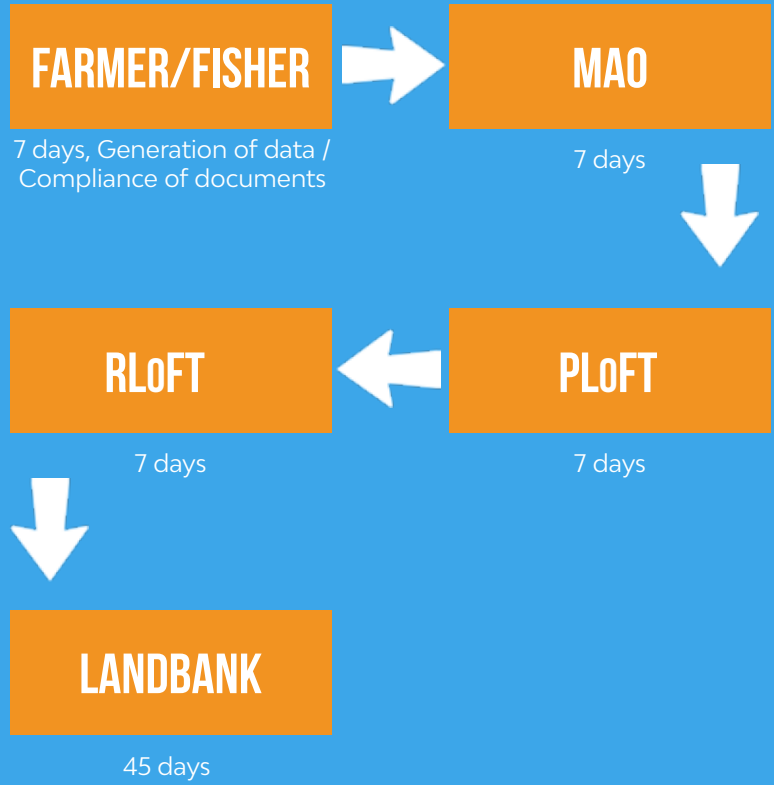 FARMER/FISHER
7 days, Generation of data /
Compliance of documents
MAO
7 days
PLoFT
7 days
RLoFT
7 days
LANDBANK
45 days